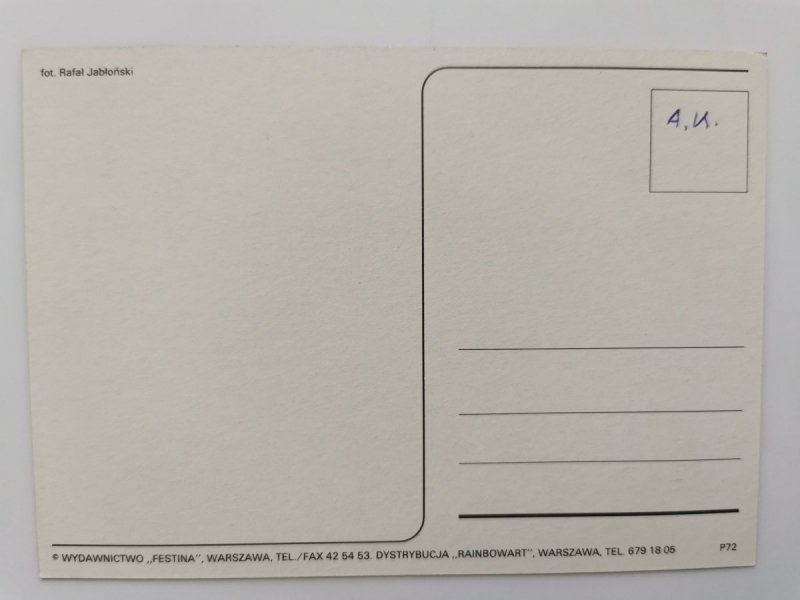 fot. Rafał Jabłoński
A.K.
© WYDAWNICTWO „FESTINA", WARSZAWA, TEL./FAX 42 54 53. DYSTRYBUCJA „RAINBOWART", WARSZAWA, TEL. 679 18 05
P72